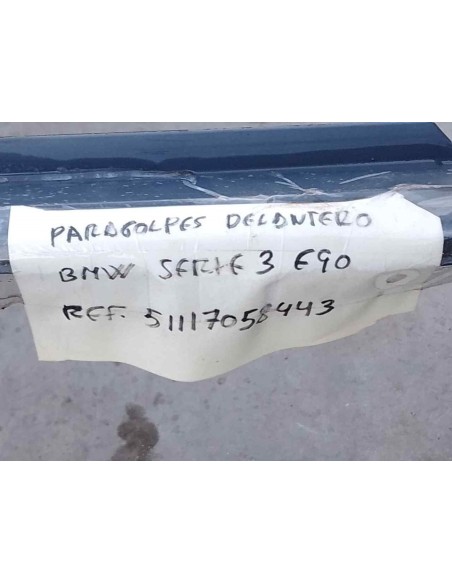 PARAGOLPES DELANTERO
BMW SERIE 3 E90
REF. 51117058443